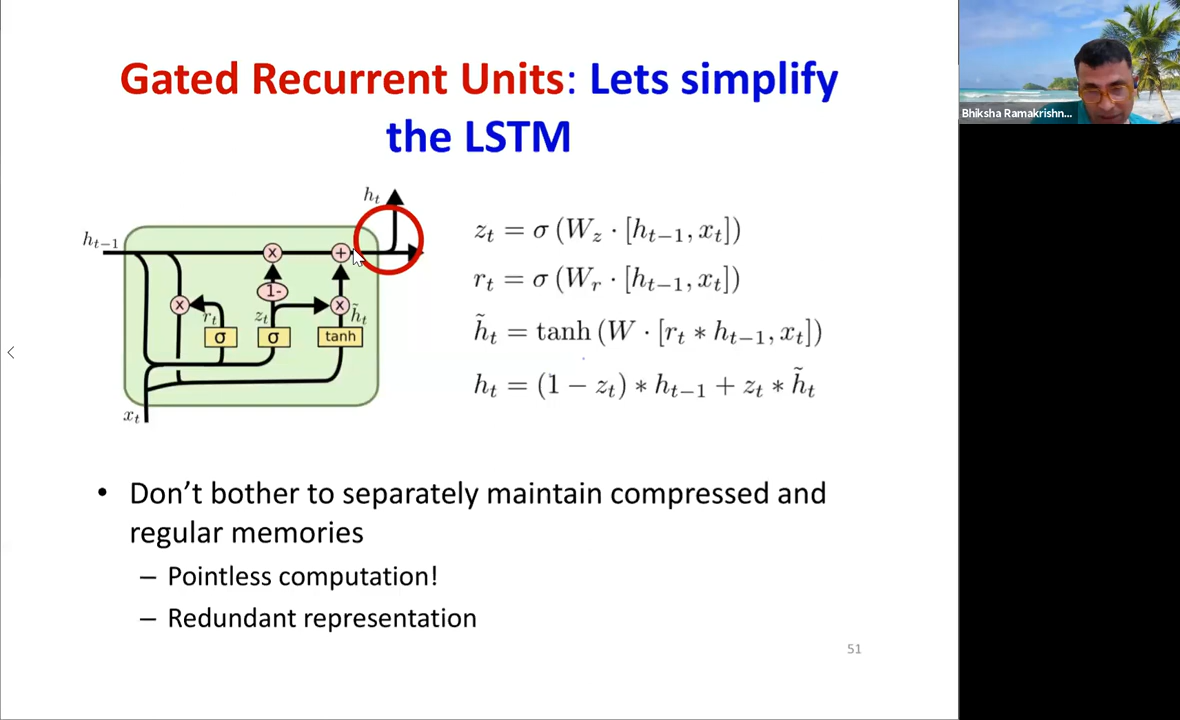 Gated Recurrent Units: Lets simplify
the LSTM
Bhiksha Ramakrishn...
h_t
h_{t-1}
x
+
1-
x
x
r_t
z_t
h̃_t
σ
σ
tanh
x_t
z_t = σ (W_z · [h_{t-1}, x_t])
r_t = σ (W_r · [h_{t-1}, x_t])
h̃_t = tanh (W · [r_t * h_{t-1}, x_t])
h_t = (1 − z_t) * h_{t-1} + z_t * h̃_t
• Don’t bother to separately maintain compressed and
regular memories
– Pointless computation!
– Redundant representation
51